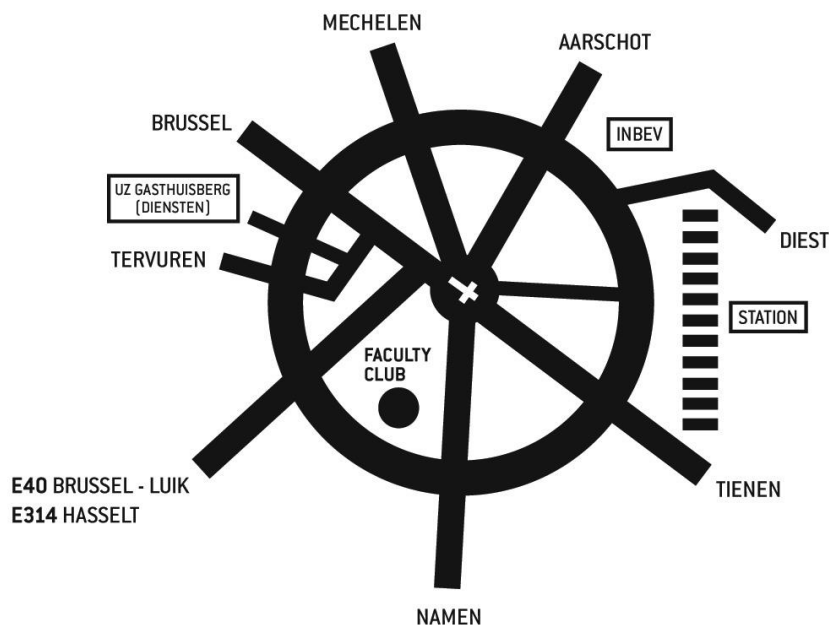 MECHELEN
AARSCHOT
BRUSSEL
INBEV
UZ GASTHUISBERG
(DIENSTEN)
TERVUREN
DIEST
STATION
FACULTY
CLUB
E40 BRUSSEL - LUIK
E314 HASSELT
TIENEN
NAMEN